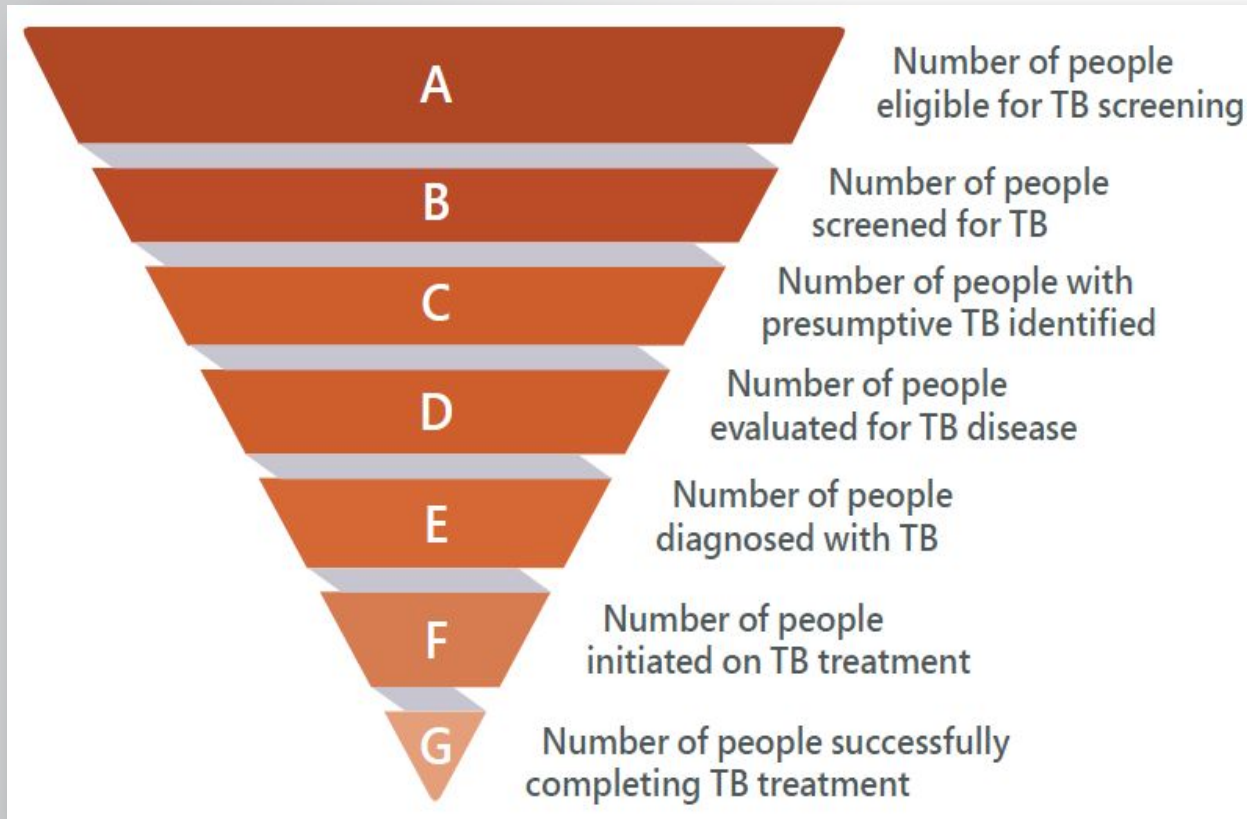 A
Number of people
eligible for TB screening
B
Number of people
screened for TB
C
Number of people with
presumptive TB identified
D
Number of people
evaluated for TB disease
E
Number of people
diagnosed with TB
F
Number of people
initiated on TB treatment
G
Number of people successfully
completing TB treatment